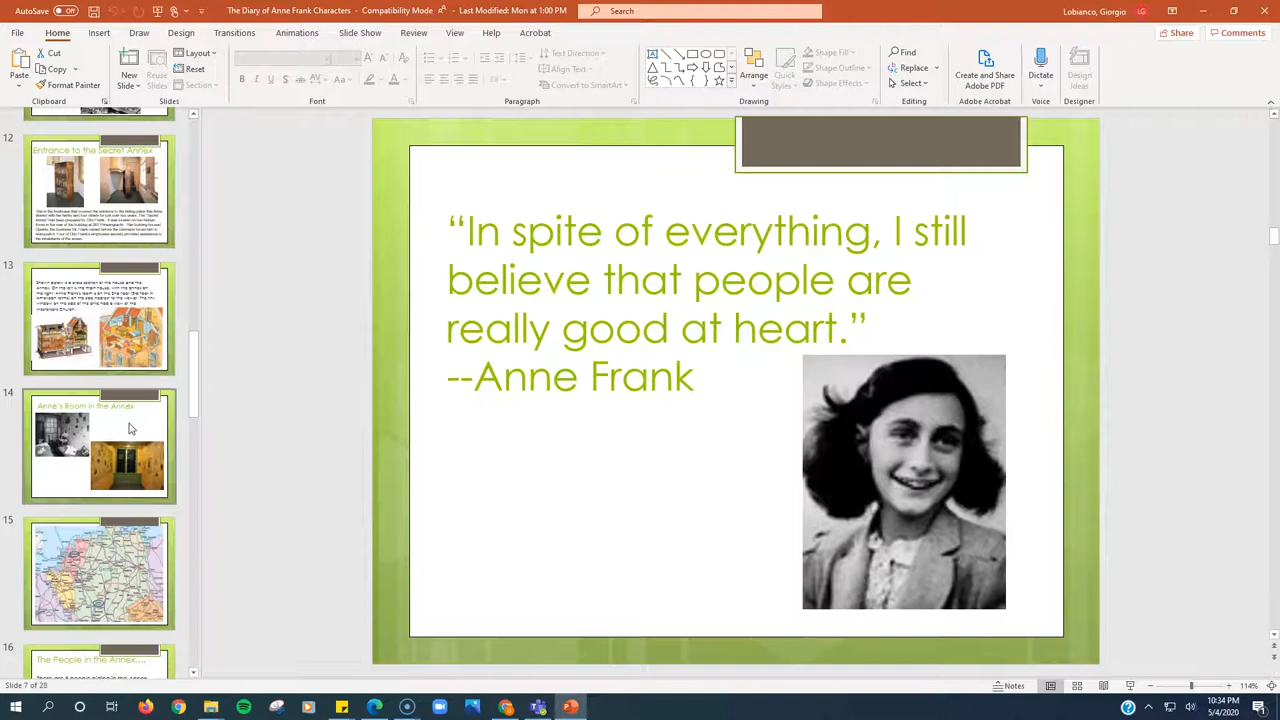 AutoSave Off
The Diary of Anne Frank Characters - Compatibility Mode - Last Modified: Mon at 1:00 PM
Search
Lobianco, Giorgio
File Home Insert Draw Design Transitions Animations Slide Show Review View Help Acrobat
Share Comments
Paste
Cut
Copy
Format Painter
Clipboard
New Slide
Reuse Slides
Layout
Reset
Section
Slides
Font
Text Direction
Align Text
Convert to SmartArt
Paragraph
Arrange
Quick Styles
Shape Fill
Shape Outline
Shape Effects
Drawing
Find
Replace
Select
Editing
Create and Share Adobe PDF
Adobe Acrobat
Dictate
Voice
Design Ideas
Designer
12
Entrance to the Secret Annex
13
14
Anne's Room in the Annex
15
16
The People in the Annex....
“In spite of everything, I still
believe that people are
really good at heart.”
--Anne Frank
Slide 7 of 28
Notes
114%
10:34 PM
5/4/2020